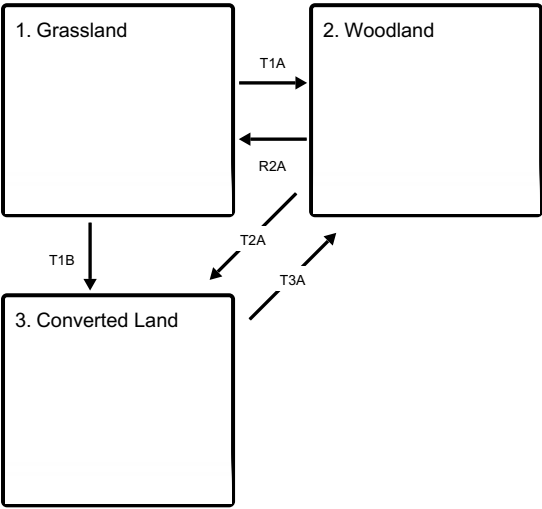 1. Grassland
2. Woodland
T1A
R2A
T2A
T1B
T3A
3. Converted Land